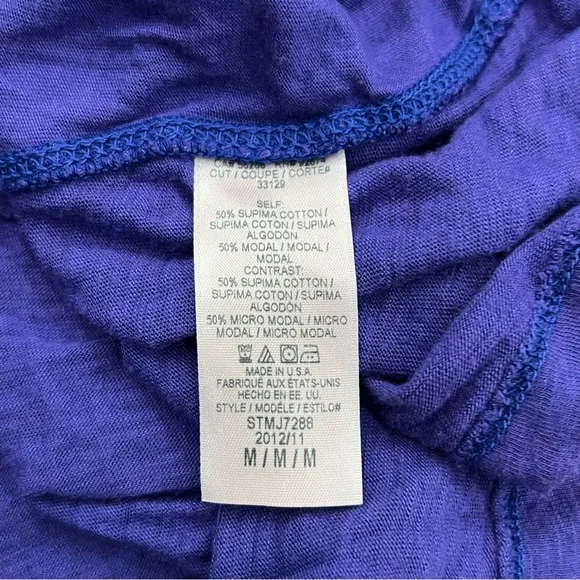 CUT / COUPE / CORTE#
33129
SELF:
50% SUPIMA COTTON /
SUPIMA COTON / SUPIMA
ALGODÓN
50% MODAL / MODAL /
MODAL
CONTRAST:
50% SUPIMA COTTON /
SUPIMA COTON / SUPIMA
ALGODÓN
50% MICRO MODAL / MICRO
MODAL / MICRO MODAL
MADE IN U.S.A.
FABRIQUÉ AUX ÉTATS-UNIS
HECHO EN EE. UU.
STYLE / MODÈLE / ESTILO#
STMJ7288
2012/11
M / M / M